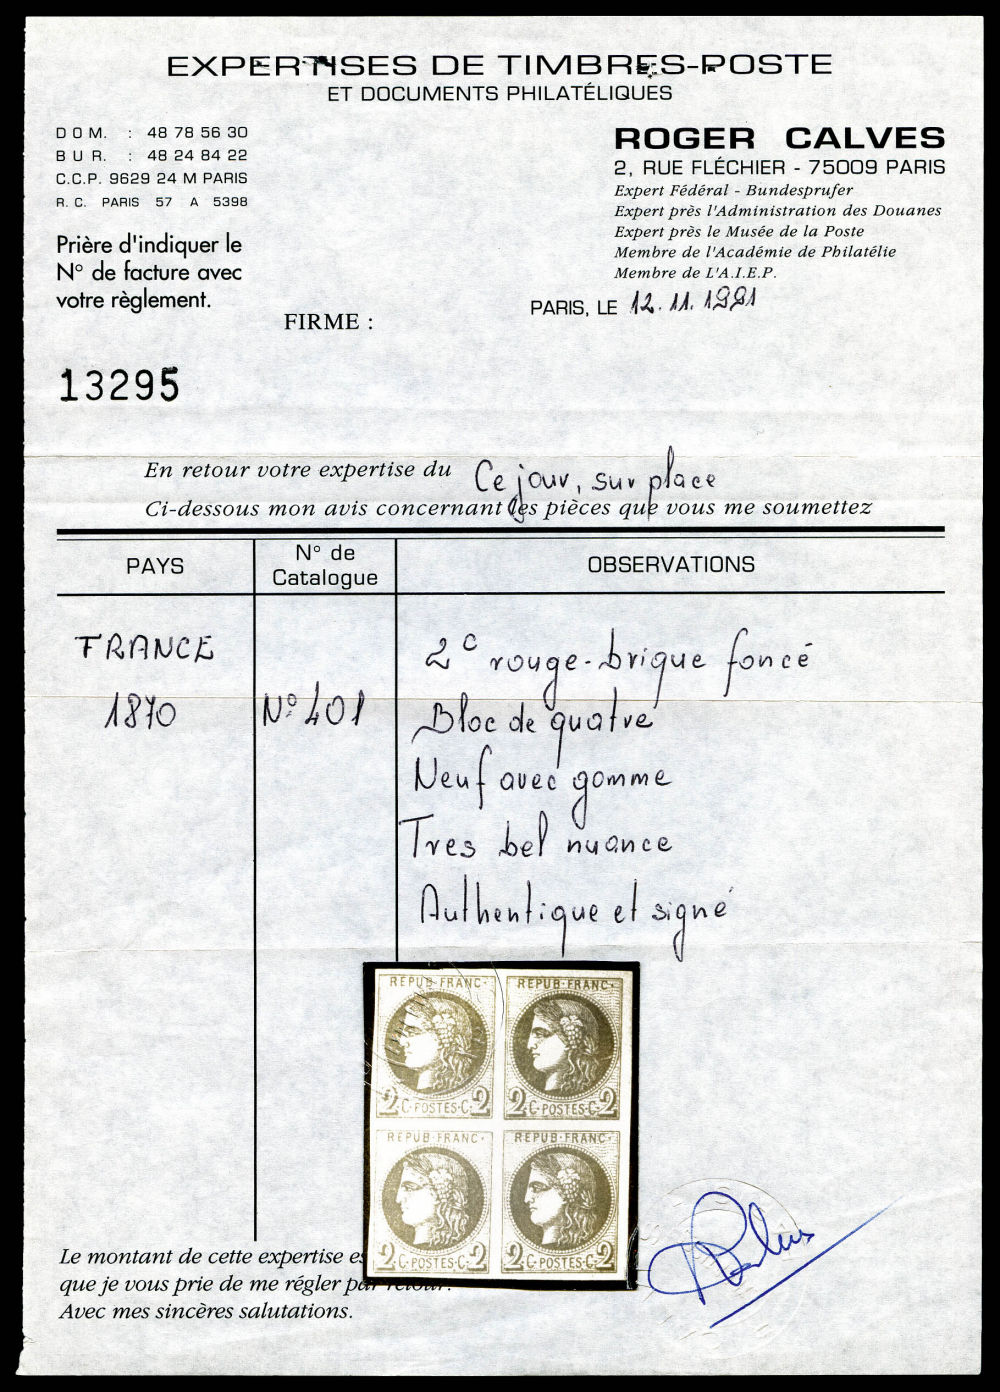 EXPERTISES DE TIMBRES-POSTE
ET DOCUMENTS PHILATÉLIQUES
DOM. : 48 78 56 30
BUR. : 48 24 84 22
C.C.P. 9629 24 M PARIS
R. C. PARIS 57 A 5398
Prière d'indiquer le
N° de facture avec
votre règlement.
ROGER CALVES
2, RUE FLÉCHIER - 75009 PARIS
Expert Fédéral - Bundesprufer
Expert près l'Administration des Douanes
Expert près le Musée de la Poste
Membre de l'Académie de Philatélie
Membre de L'A.I.E.P.
PARIS, LE 12.11.1991
FIRME :
13295
En retour votre expertise du Ce jour, sur place
Ci-dessous mon avis concernant les pièces que vous me soumettez
PAYS
N° de
Catalogue
OBSERVATIONS
FRANCE
1870
N° 40I
2c rouge-brique foncé
Bloc de quatre
Neuf avec gomme
Tres bel nuance
Authentique et signé
REPUB·FRANC·
REPUB·FRANC·
2 C·POSTES·C·2
2 C·POSTES·C·2
REPUB·FRANC·
REPUB·FRANC·
2 C·POSTES·C·2
2 C·POSTES·C·2
Le montant de cette expertise
que je vous prie de me régler par retour.
Avec mes sincères salutations.